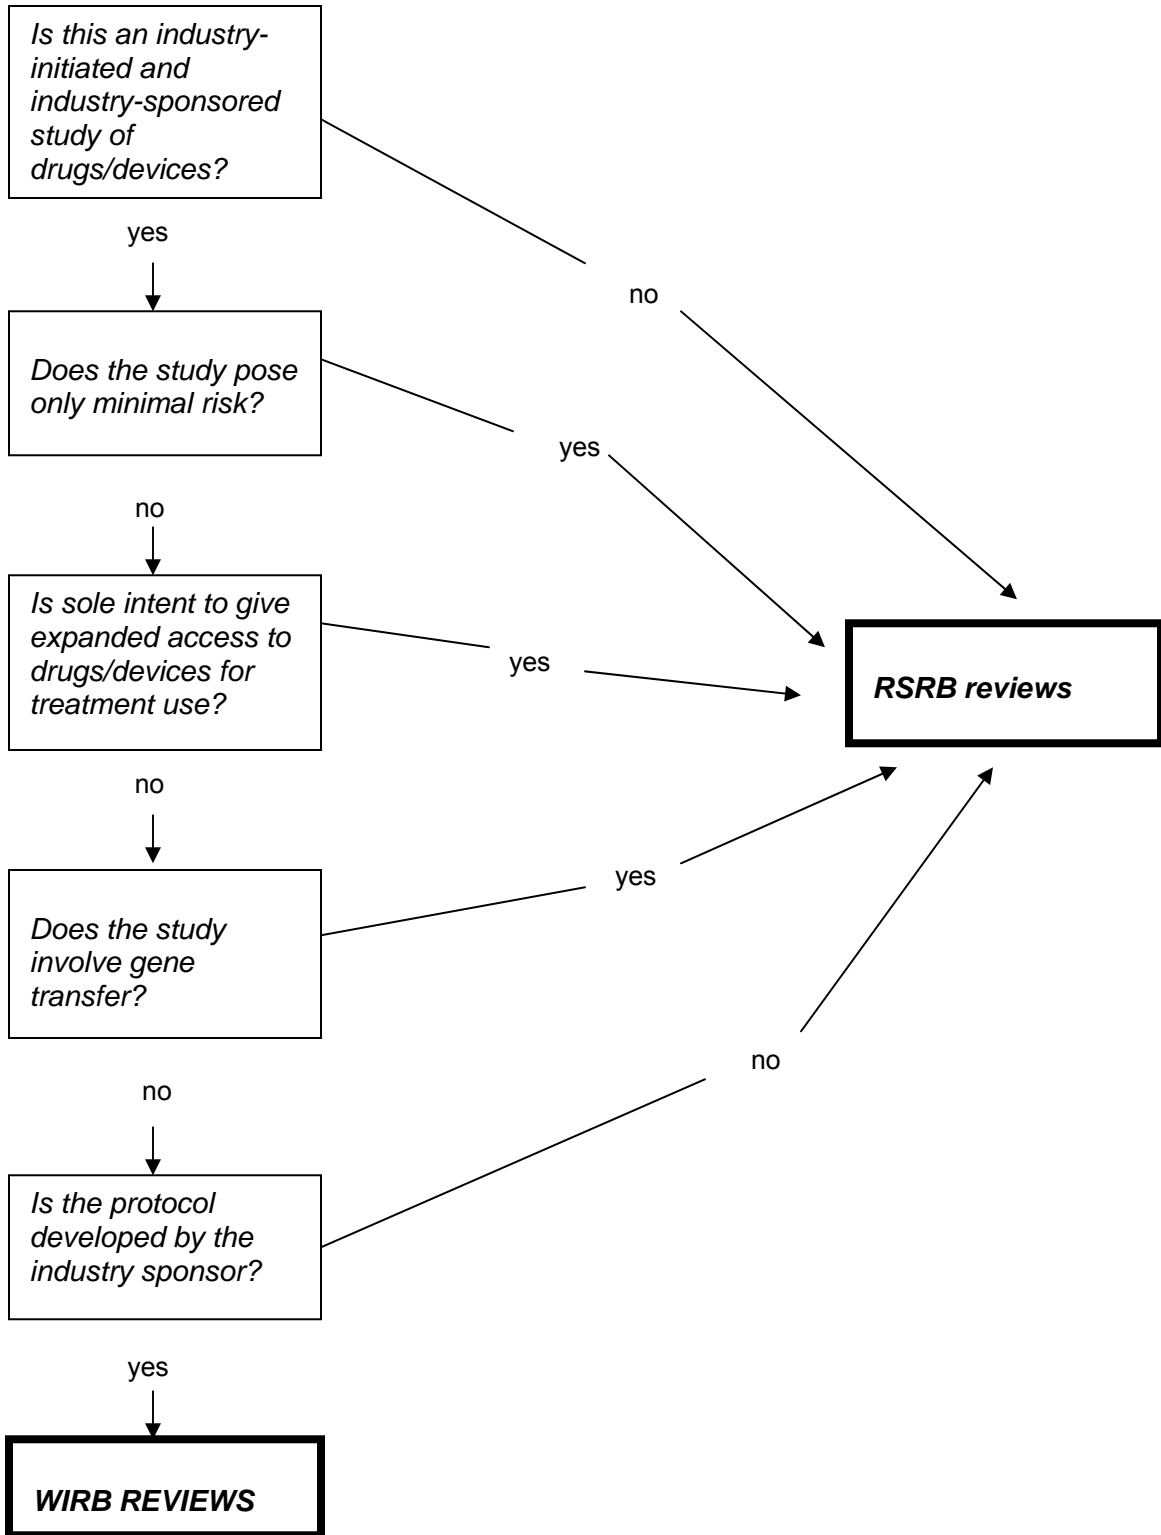 Is this an industry-
initiated and
industry-sponsored
study of
drugs/devices?
yes
no
Does the study pose
only minimal risk?
yes
no
Is sole intent to give
expanded access to
drugs/devices for
treatment use?
yes
RSRB reviews
no
Does the study
involve gene
transfer?
yes
no
no
Is the protocol
developed by the
industry sponsor?
yes
WIRB REVIEWS